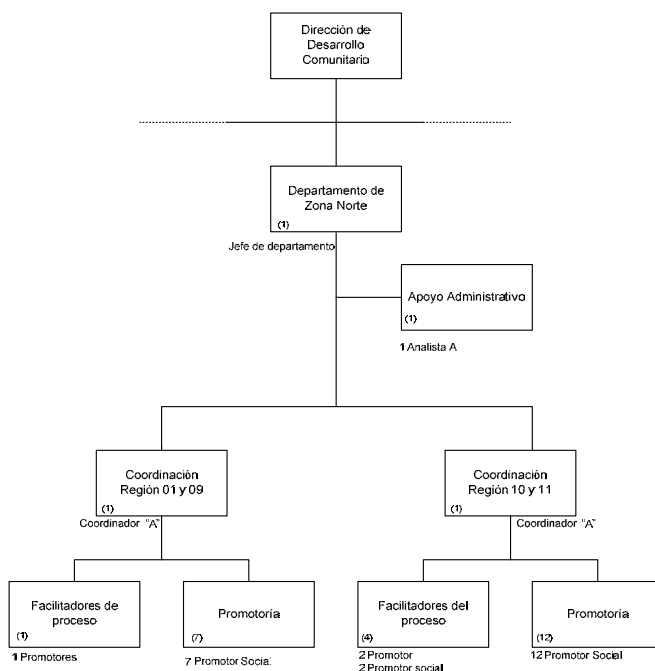 Dirección de
Desarrollo
Comunitario
Departamento de
Zona Norte
(1)
Jefe de departamento
Apoyo Administrativo
(1)
1 Analista A
Coordinación
Región 01 y 09
(1)
Coordinador "A"
Coordinación
Región 10 y 11
(1)
Coordinador "A"
Facilitadores de
proceso
(1)
1 Promotores
Promotoría
(7)
7 Promotor Social
Facilitadores del
proceso
(4)
2 Promotor
2 Promotor social
Promotoría
(12)
12 Promotor Social